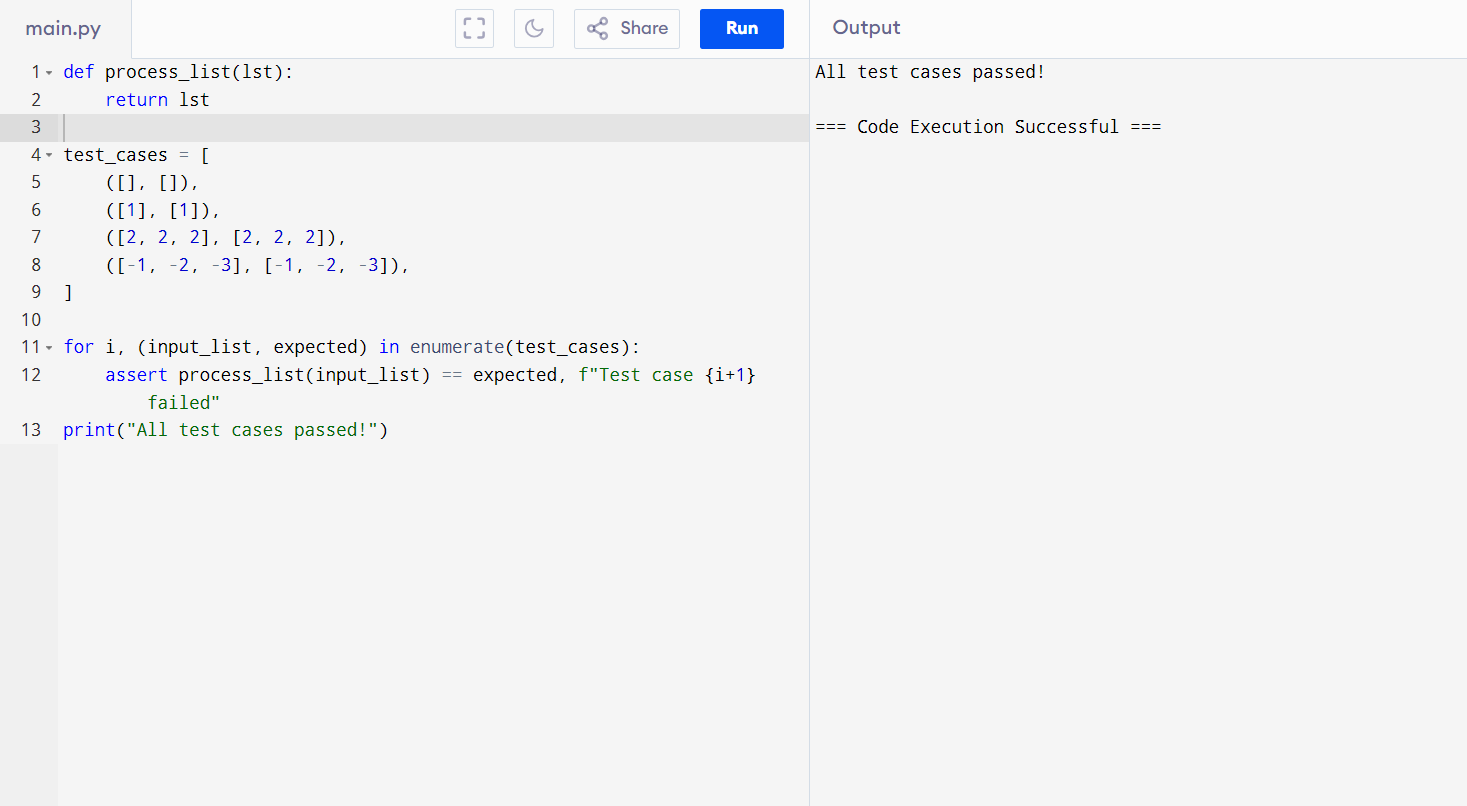 main.py
Share
Run
Output
1 def process_list(lst):
2     return lst
3
4 test_cases = [
5     ([], []),
6     ([1], [1]),
7     ([2, 2, 2], [2, 2, 2]),
8     ([-1, -2, -3], [-1, -2, -3]),
9 ]
10
11 for i, (input_list, expected) in enumerate(test_cases):
12     assert process_list(input_list) == expected, f"Test case {i+1}
        failed"
13 print("All test cases passed!")
All test cases passed!
=== Code Execution Successful ===